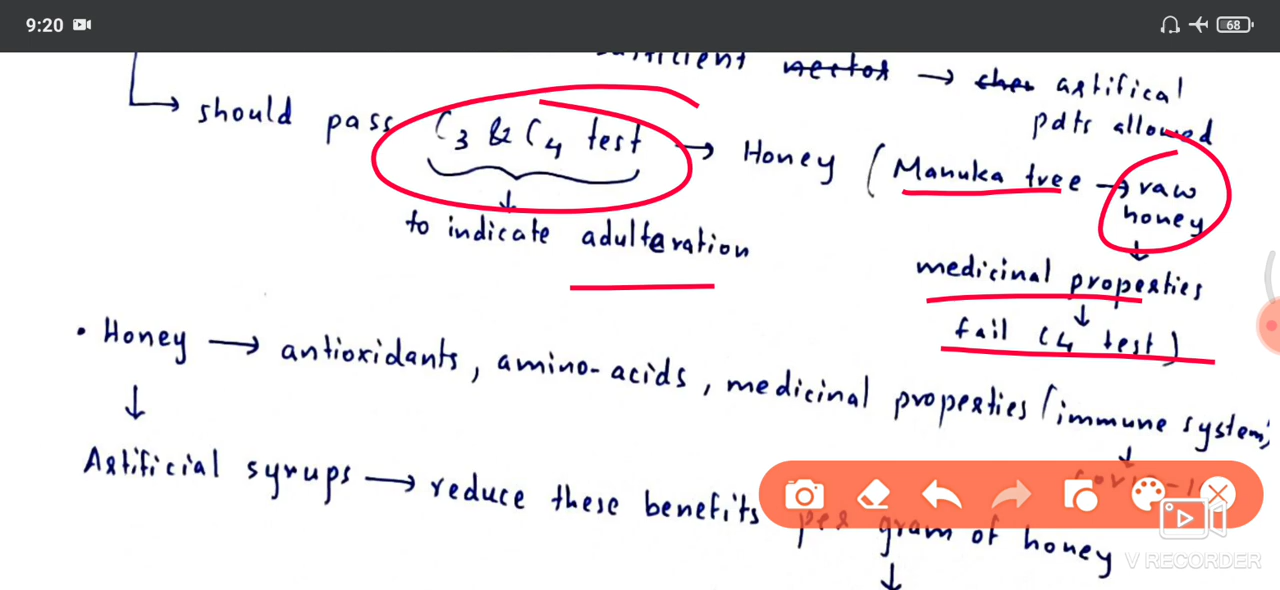 9:20 68
sufficient nectar → artifical
pdts allowed
↳ should pass C3 & C4 test → Honey (Manuka tree → raw
honey
↓
to indicate adulteration
medicinal properties
↓
fail C4 test)
• Honey → antioxidants, amino-acids, medicinal properties (immune system,
↓
Artificial syrups → reduce these benefits per gram of honey
↓
V RECORDER